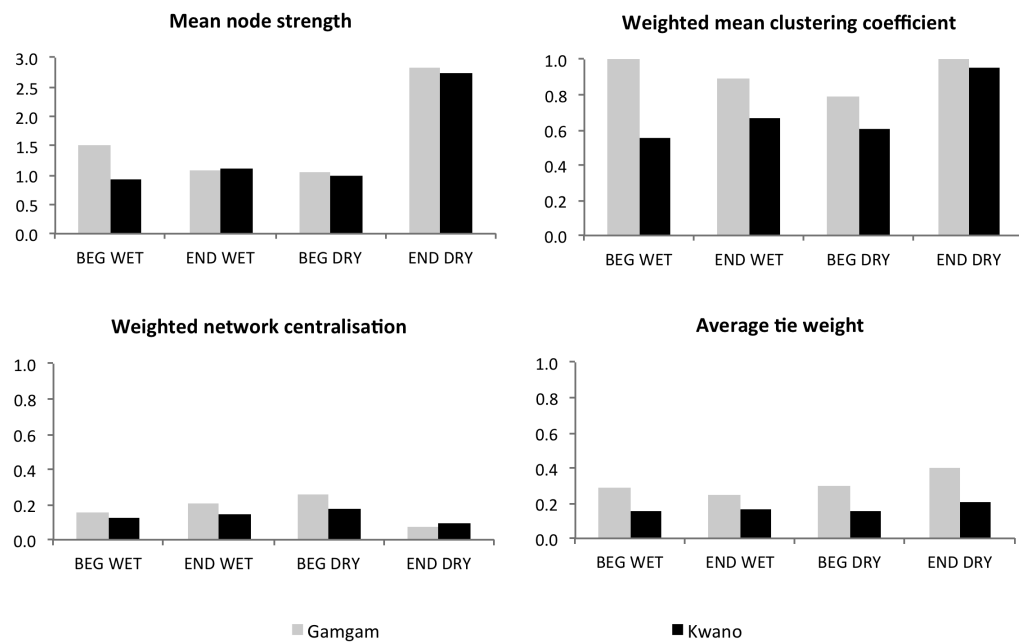 Mean node strength
3.0
2.5
2.0
1.5
1.0
0.5
0.0
BEG WET END WET BEG DRY END DRY
Weighted mean clustering coefficient
1.0
0.8
0.6
0.4
0.2
0.0
BEG WET END WET BEG DRY END DRY
Weighted network centralisation
1.0
0.8
0.6
0.4
0.2
0.0
BEG WET END WET BEG DRY END DRY
Average tie weight
1.0
0.8
0.6
0.4
0.2
0.0
BEG WET END WET BEG DRY END DRY
Gamgam Kwano